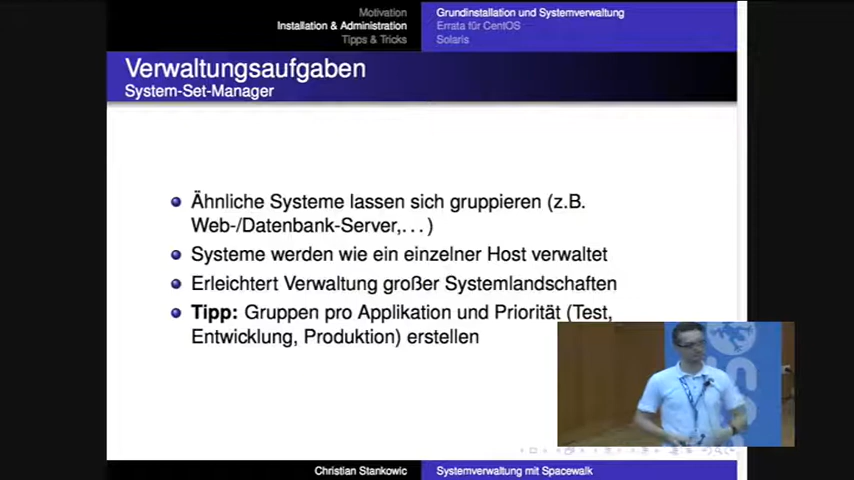 Motivation
Installation & Administration
Tipps & Tricks
Grundinstallation und Systemverwaltung
Errata für CentOS
Solaris
Verwaltungsaufgaben
System-Set-Manager
Ähnliche Systeme lassen sich gruppieren (z.B.
Web-/Datenbank-Server,...)
Systeme werden wie ein einzelner Host verwaltet
Erleichtert Verwaltung großer Systemlandschaften
Tipp: Gruppen pro Applikation und Priorität (Test,
Entwicklung, Produktion) erstellen
Christian Stankowic
Systemverwaltung mit Spacewalk